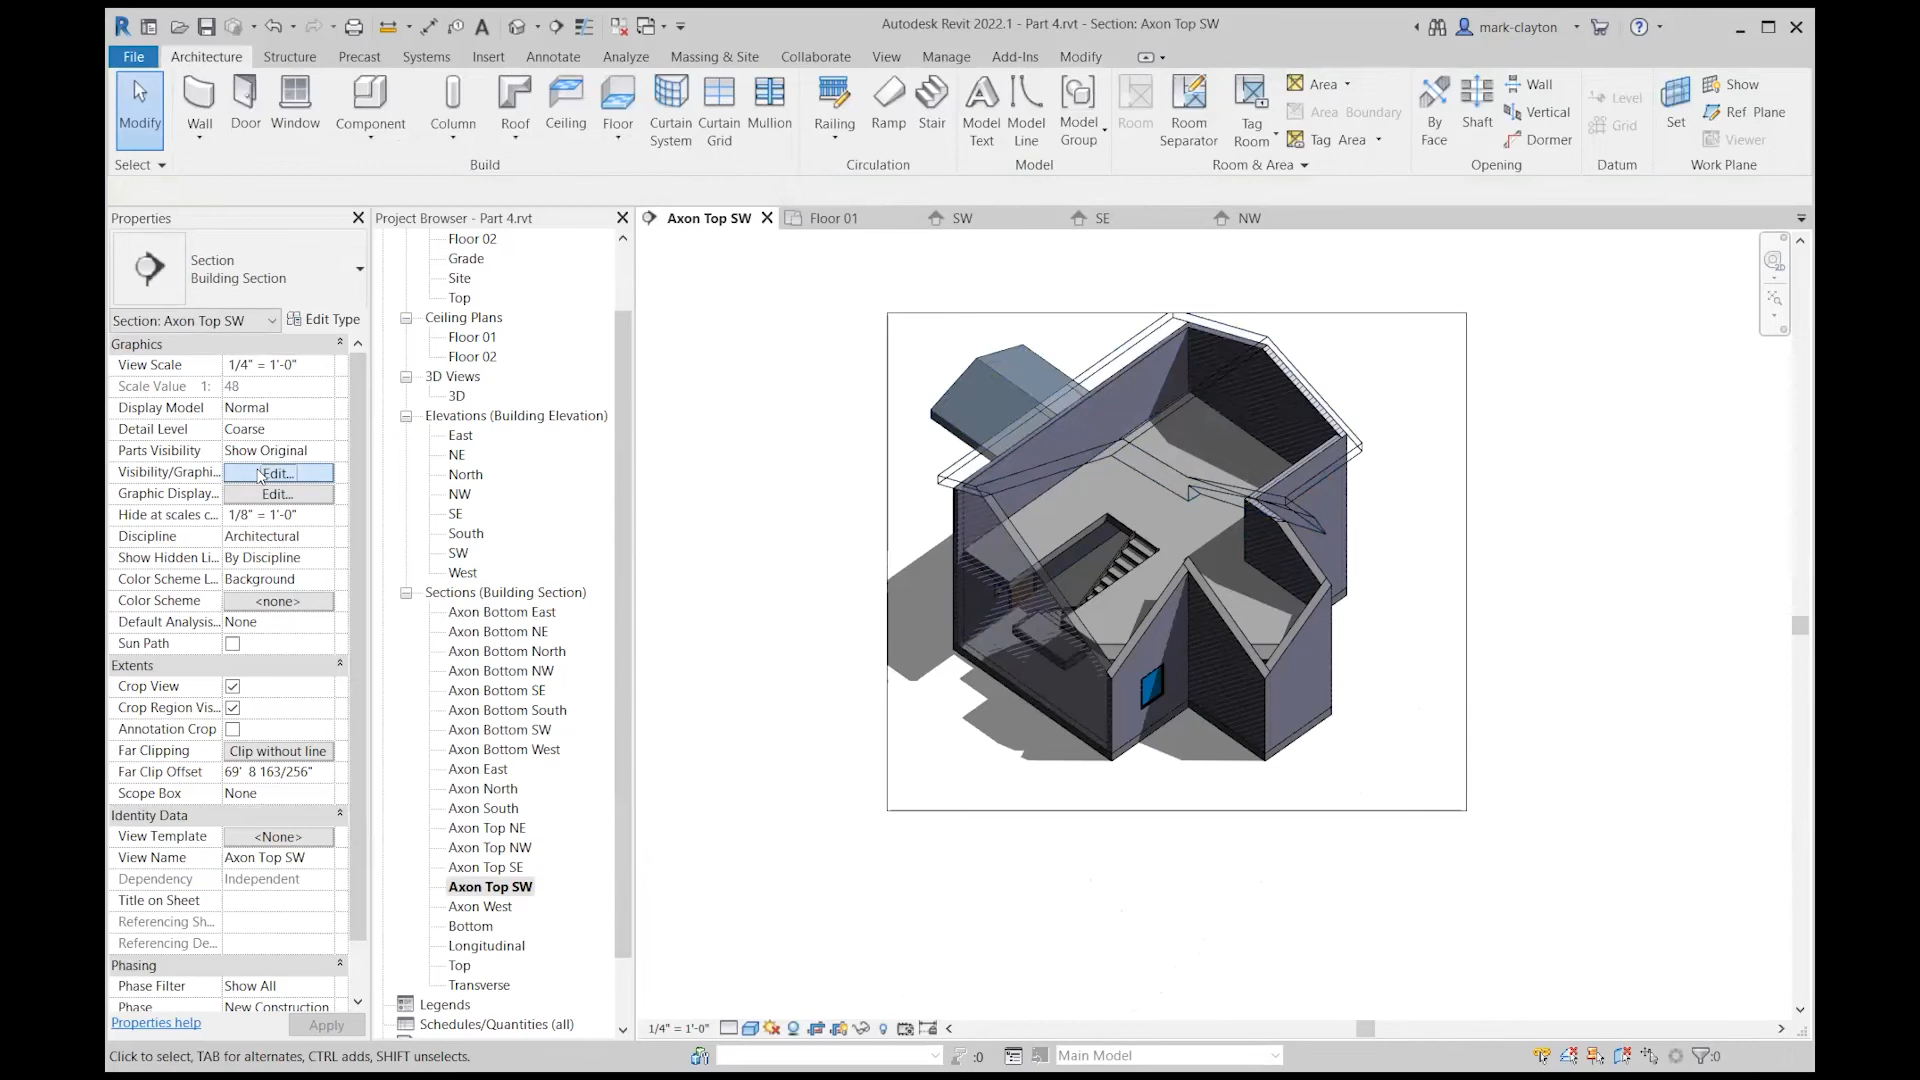 Autodesk Revit 2022.1 - Part 4.rvt - Section: Axon Top SW
mark-clayton
File Architecture Structure Precast Systems Insert Annotate Analyze Massing & Site Collaborate View Manage Add-Ins Modify
Modify
Wall
Door
Window
Component
Column
Roof
Ceiling
Floor
Curtain System
Curtain Grid
Mullion
Railing
Ramp
Stair
Model Text
Model Line
Model Group
Room
Room Separator
Tag Room
Area
Area Boundary
Tag Area
By Face
Shaft
Wall
Vertical
Dormer
Level
Grid
Set
Show
Ref Plane
Viewer
Select
Build
Circulation
Model
Room & Area
Opening
Datum
Work Plane
Properties
Section
Building Section
Section: Axon Top SW
Edit Type
Graphics
View Scale 1/4" = 1'-0"
Scale Value 1: 48
Display Model Normal
Detail Level Coarse
Parts Visibility Show Original
Visibility/Graphi... Edit...
Graphic Display... Edit...
Hide at scales c... 1/8" = 1'-0"
Discipline Architectural
Show Hidden Li... By Discipline
Color Scheme L... Background
Color Scheme <none>
Default Analysis... None
Sun Path
Extents
Crop View
Crop Region Vis...
Annotation Crop
Far Clipping Clip without line
Far Clip Offset 69' 8 163/256"
Scope Box None
Identity Data
View Template <None>
View Name Axon Top SW
Dependency Independent
Title on Sheet
Referencing Sh...
Referencing De...
Phasing
Phase Filter Show All
Phase New Construction
Properties help
Apply
Project Browser - Part 4.rvt
Floor 02
Grade
Site
Top
Ceiling Plans
Floor 01
Floor 02
3D Views
3D
Elevations (Building Elevation)
East
NE
North
NW
SE
South
SW
West
Sections (Building Section)
Axon Bottom East
Axon Bottom NE
Axon Bottom North
Axon Bottom NW
Axon Bottom SE
Axon Bottom South
Axon Bottom SW
Axon Bottom West
Axon East
Axon North
Axon South
Axon Top NE
Axon Top NW
Axon Top SE
Axon Top SW
Axon West
Bottom
Longitudinal
Top
Transverse
Legends
Schedules/Quantities (all)
Axon Top SW
Floor 01
SW
SE
NW
2D
1/4" = 1'-0"
Click to select, TAB for alternates, CTRL adds, SHIFT unselects.
:0
Main Model
:0